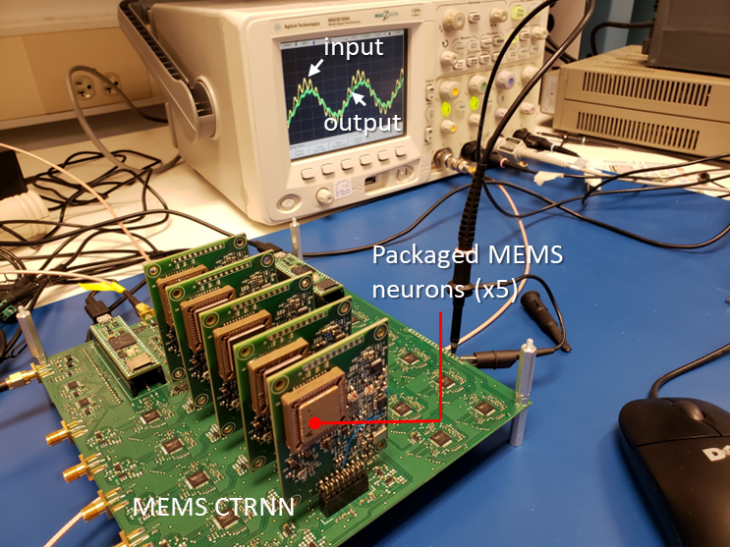 Agilent Technologies
input
output
Packaged MEMS
neurons (x5)
MEMS CTRNN